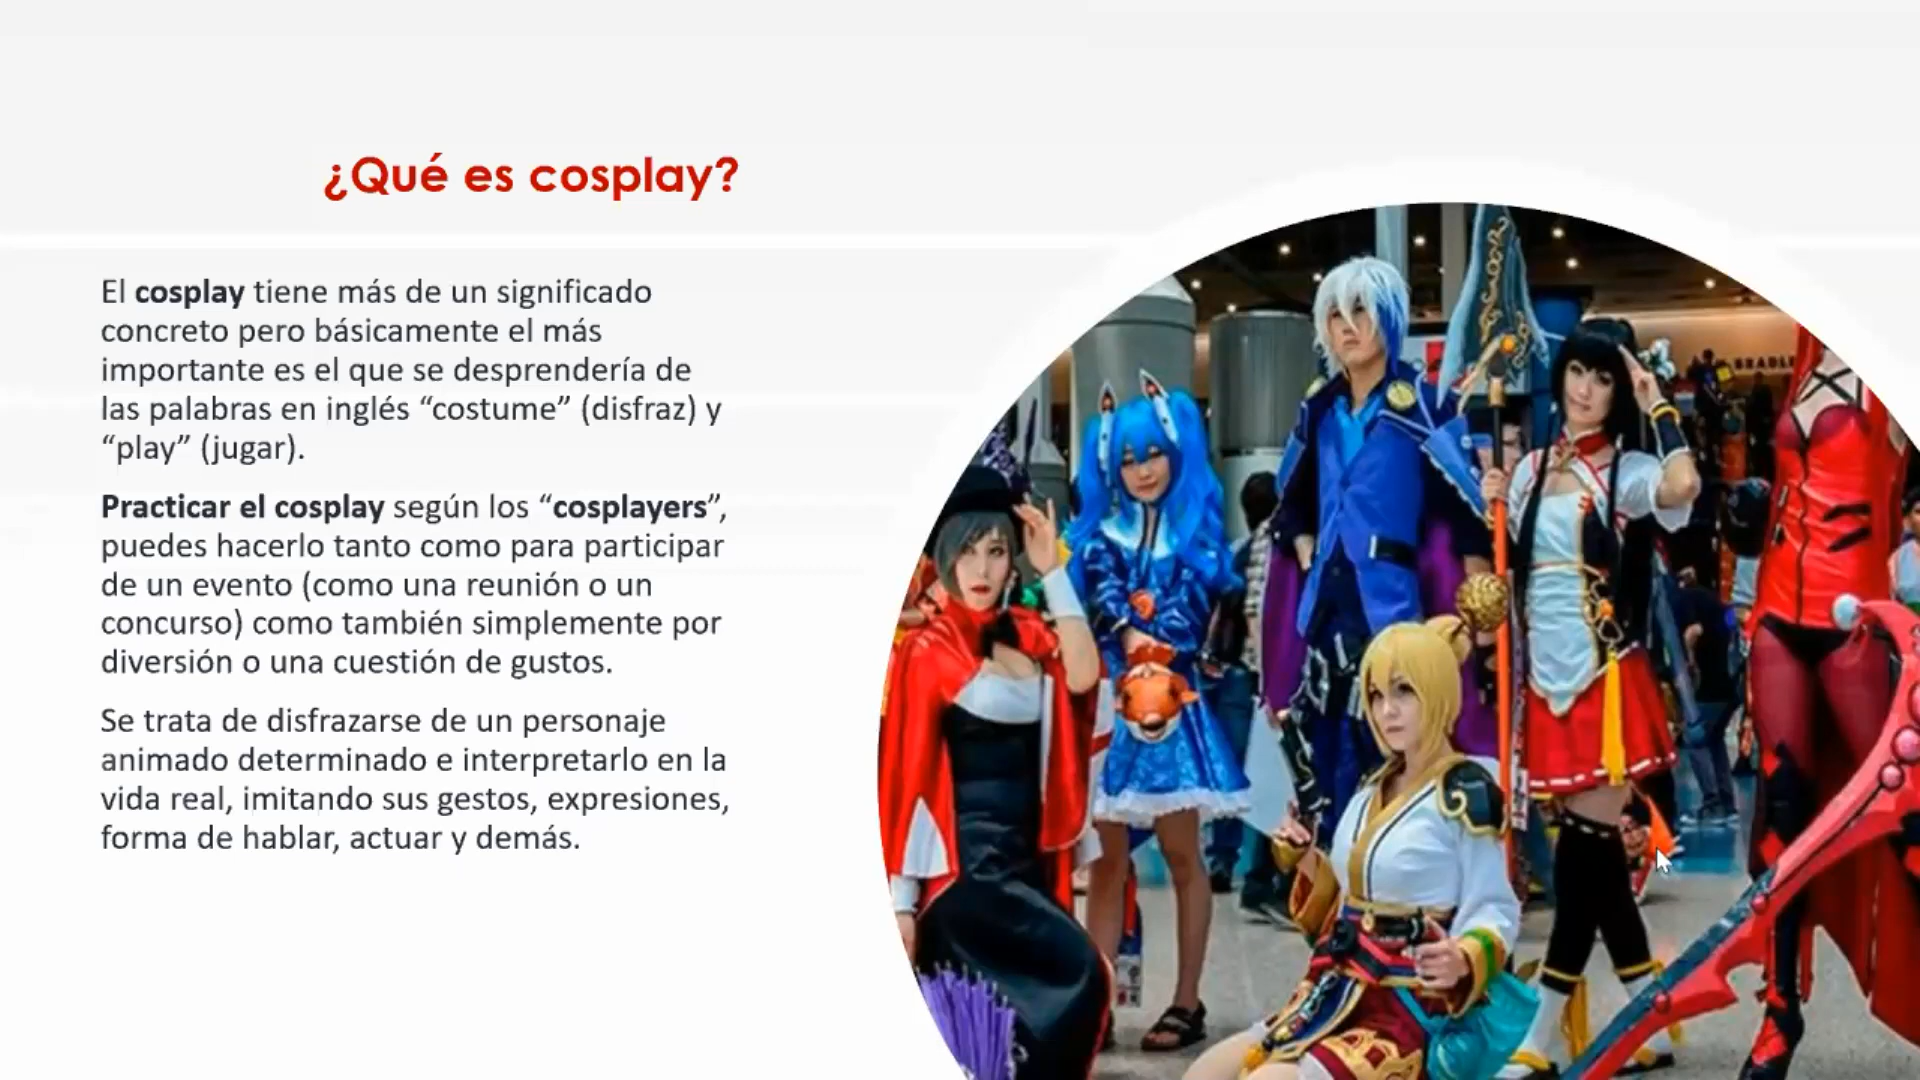 ¿Qué es cosplay?
El cosplay tiene más de un significado
concreto pero básicamente el más
importante es el que se desprendería de
las palabras en inglés “costume” (disfraz) y
“play” (jugar).
Practicar el cosplay según los “cosplayers”,
puedes hacerlo tanto como para participar
de un evento (como una reunión o un
concurso) como también simplemente por
diversión o una cuestión de gustos.
Se trata de disfrazarse de un personaje
animado determinado e interpretarlo en la
vida real, imitando sus gestos, expresiones,
forma de hablar, actuar y demás.